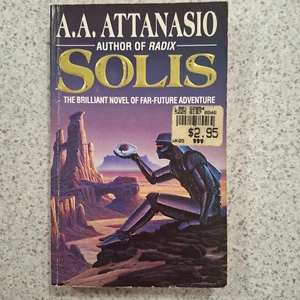 A.A. ATTANASIO
AUTHOR OF RADIX
SOLIS
THE BRILLIANT NOVEL OF FAR-FUTURE ADVENTURE
$2.95